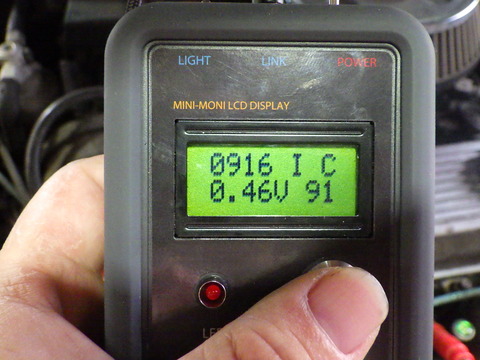 LIGHT LINK POWER
MINI-MONI LCD DISPLAY
0916 I C
0.46V 91